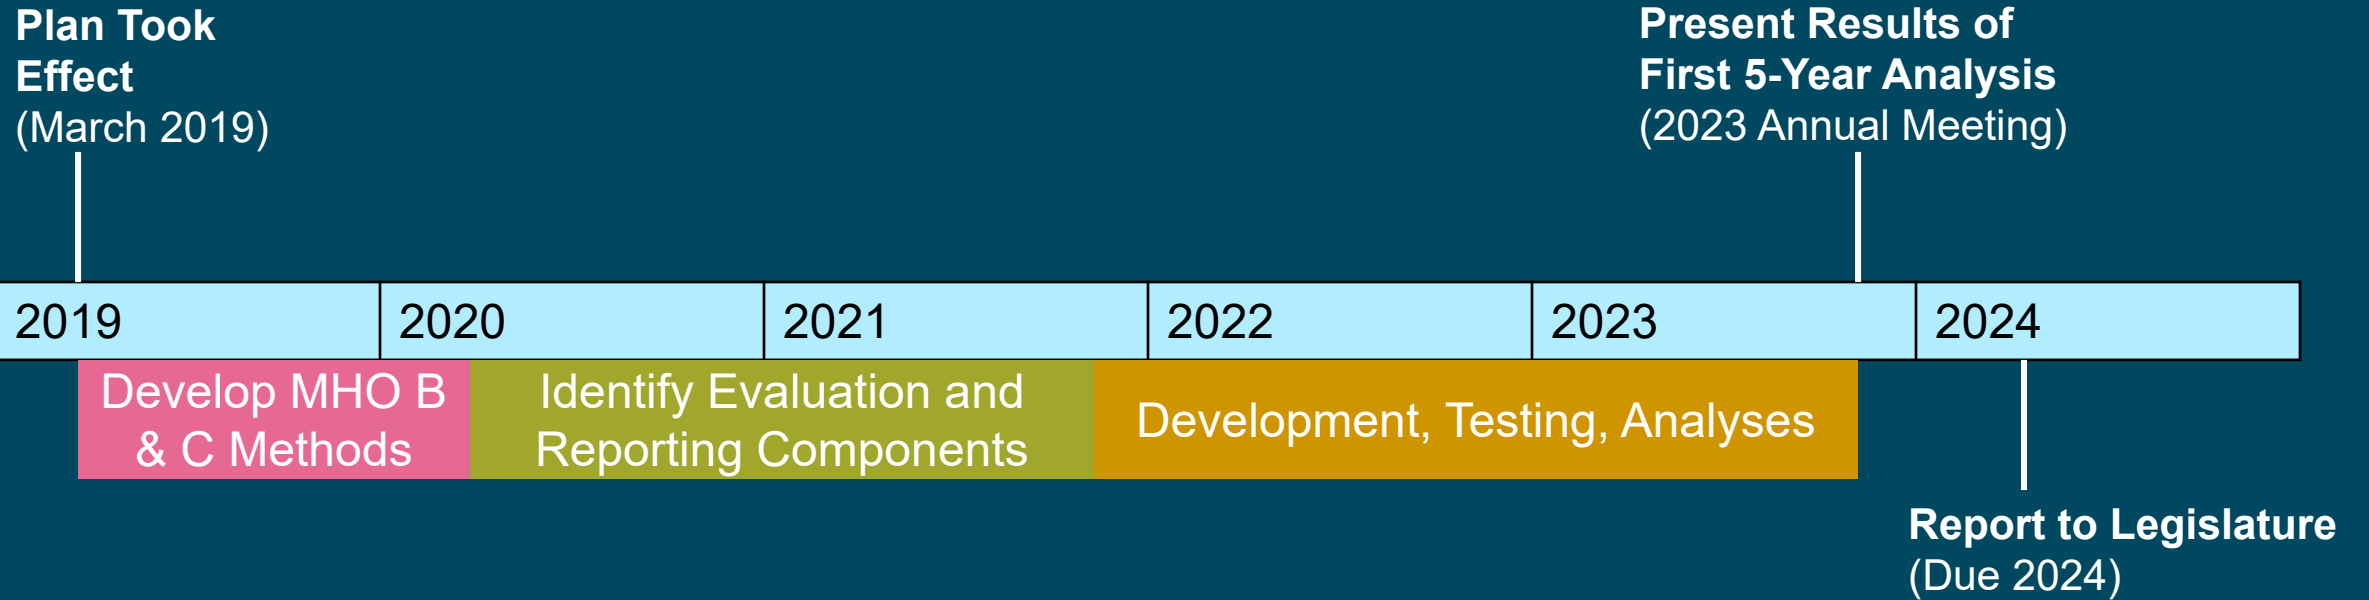 Plan Took
Effect
(March 2019)
Present Results of
First 5-Year Analysis
(2023 Annual Meeting)
2019
2020
2021
2022
2023
2024
Develop MHO B
& C Methods
Identify Evaluation and
Reporting Components
Development, Testing, Analyses
Report to Legislature
(Due 2024)